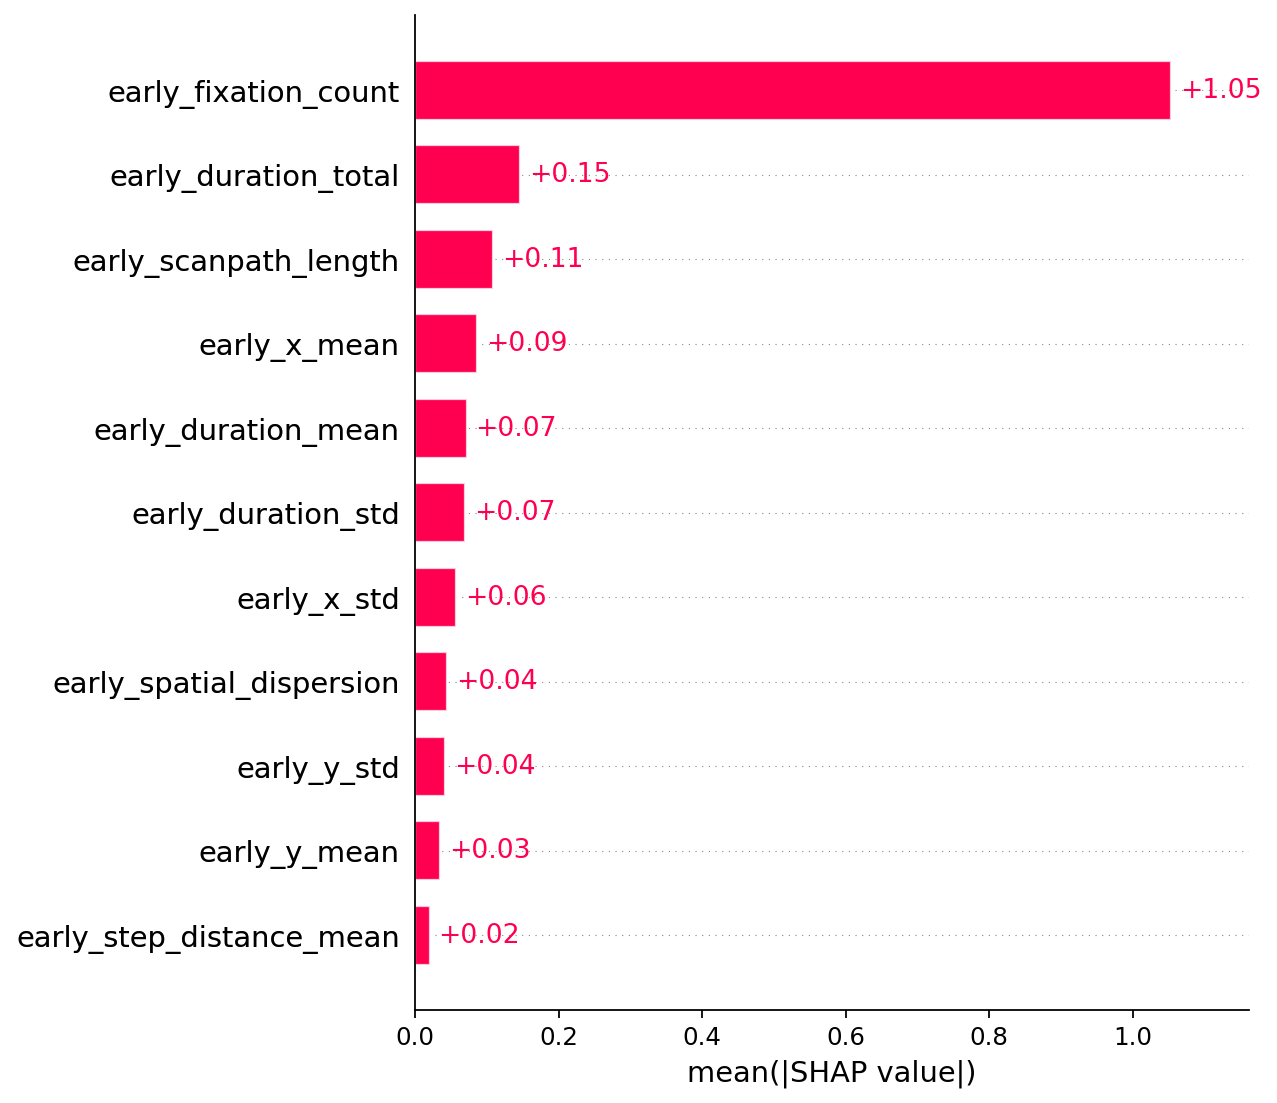 early_fixation_count +1.05
early_duration_total +0.15
early_scanpath_length +0.11
early_x_mean +0.09
early_duration_mean +0.07
early_duration_std +0.07
early_x_std +0.06
early_spatial_dispersion +0.04
early_y_std +0.04
early_y_mean +0.03
early_step_distance_mean +0.02
0.0 0.2 0.4 0.6 0.8 1.0
mean(|SHAP value|)